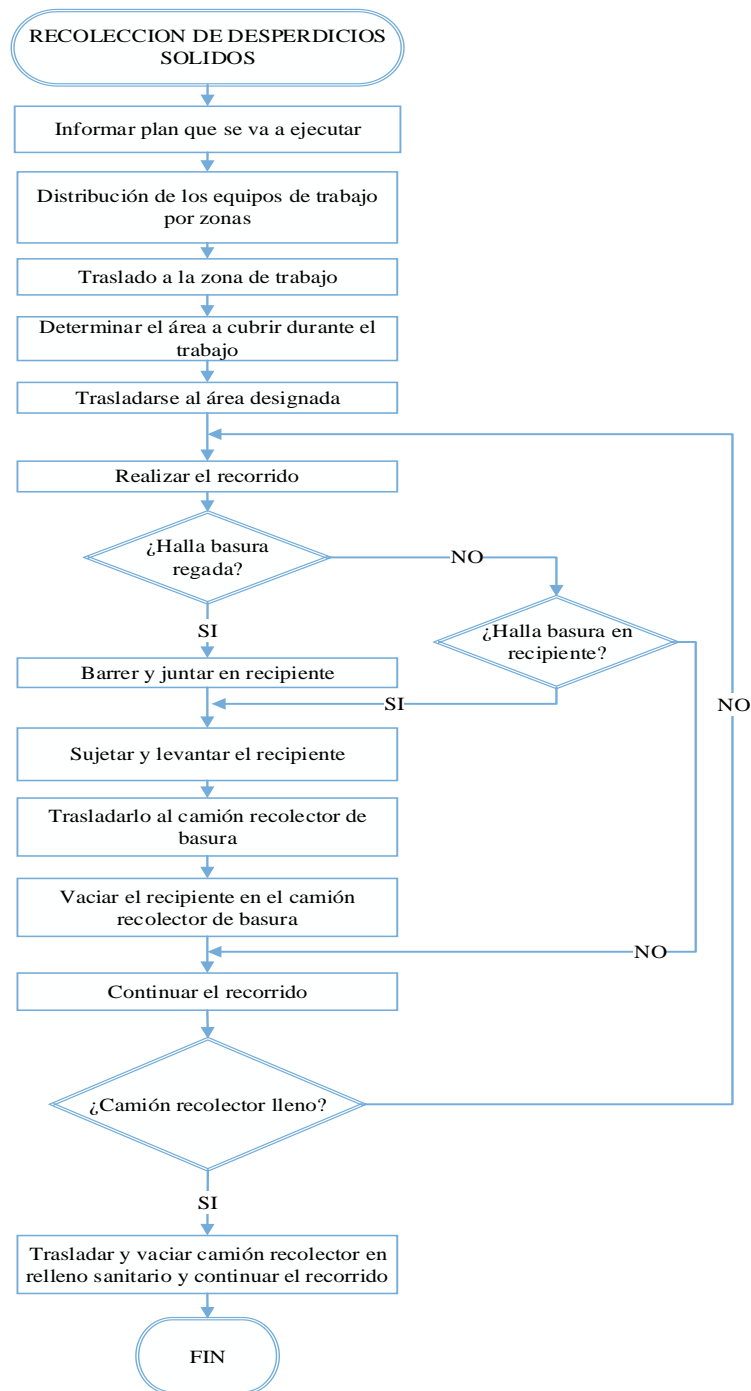 RECOLECCION DE DESPERDICIOS
SOLIDOS
Informar plan que se va a ejecutar
Distribución de los equipos de trabajo
por zonas
Traslado a la zona de trabajo
Determinar el área a cubrir durante el
trabajo
Trasladarse al área designada
Realizar el recorrido
¿Halla basura
regada?
NO
SI
¿Halla basura en
recipiente?
Barrer y juntar en recipiente
SI
NO
Sujetar y levantar el recipiente
Trasladarlo al camión recolector de
basura
Vaciar el recipiente en el camión
recolector de basura
NO
Continuar el recorrido
¿Camión recolector lleno?
SI
Trasladar y vaciar camión recolector en
relleno sanitario y continuar el recorrido
FIN